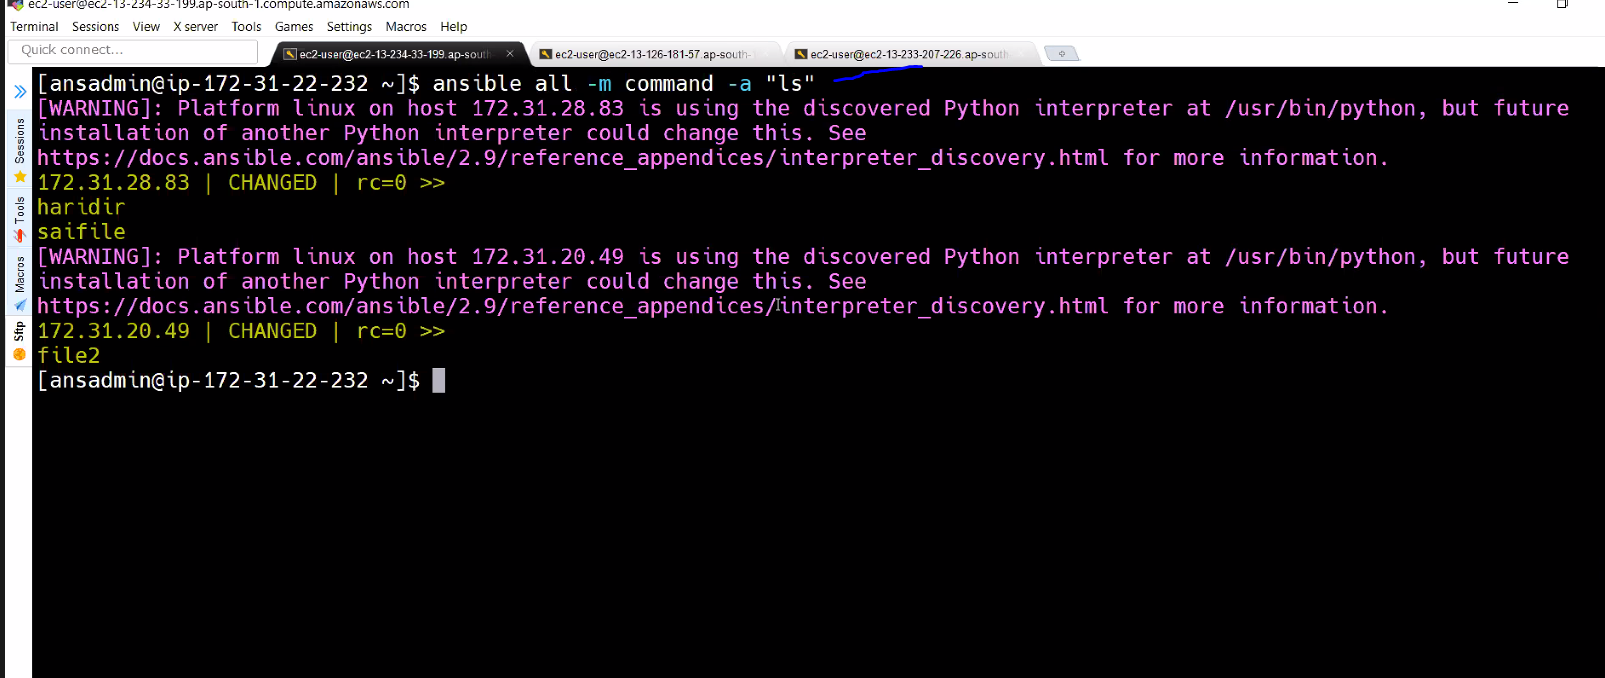 ec2-user@ec2-13-234-33-199.ap-south-1.compute.amazonaws.com
Terminal Sessions View X server Tools Games Settings Macros Help
Quick connect...
ec2-user@ec2-13-234-33-199.ap-south-
ec2-user@ec2-13-126-181-57.ap-south-
ec2-user@ec2-13-233-207-226.ap-south-
Sessions
Tools
Macros
Sftp
[ansadmin@ip-172-31-22-232 ~]$ ansible all -m command -a "ls"
[WARNING]: Platform linux on host 172.31.28.83 is using the discovered Python interpreter at /usr/bin/python, but future
installation of another Python interpreter could change this. See
https://docs.ansible.com/ansible/2.9/reference_appendices/interpreter_discovery.html for more information.
172.31.28.83 | CHANGED | rc=0 >>
haridir
saifile
[WARNING]: Platform linux on host 172.31.20.49 is using the discovered Python interpreter at /usr/bin/python, but future
installation of another Python interpreter could change this. See
https://docs.ansible.com/ansible/2.9/reference_appendices/interpreter_discovery.html for more information.
172.31.20.49 | CHANGED | rc=0 >>
file2
[ansadmin@ip-172-31-22-232 ~]$